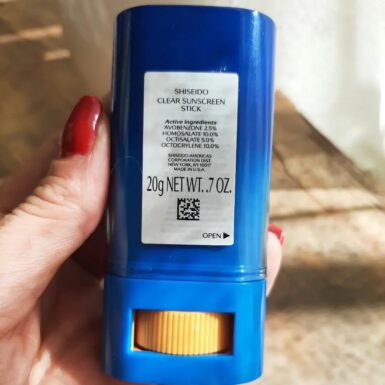 SHISEIDO
CLEAR SUNSCREEN
STICK
Active Ingredients
AVOBENZONE 2.5%
HOMOSALATE 10.0%
OCTISALATE 5.0%
OCTOCRYLENE 10.0%
SHISEIDO AMERICAS
CORPORATION DIST.
NEW YORK, NY 10017
MADE IN U.S.A.
20g NET WT. .7 OZ.
OPEN ▶